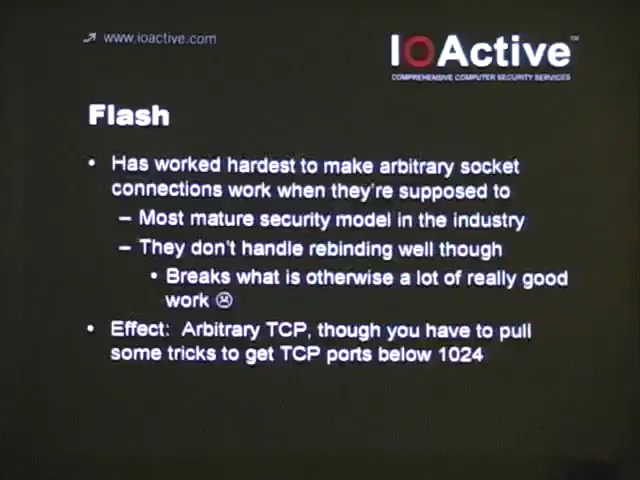 www.ioactive.com
IOActive™
COMPREHENSIVE COMPUTER SECURITY SERVICES
Flash
• Has worked hardest to make arbitrary socket
connections work when they're supposed to
– Most mature security model in the industry
– They don't handle rebinding well though
• Breaks what is otherwise a lot of really good
work ☹
• Effect: Arbitrary TCP, though you have to pull
some tricks to get TCP ports below 1024